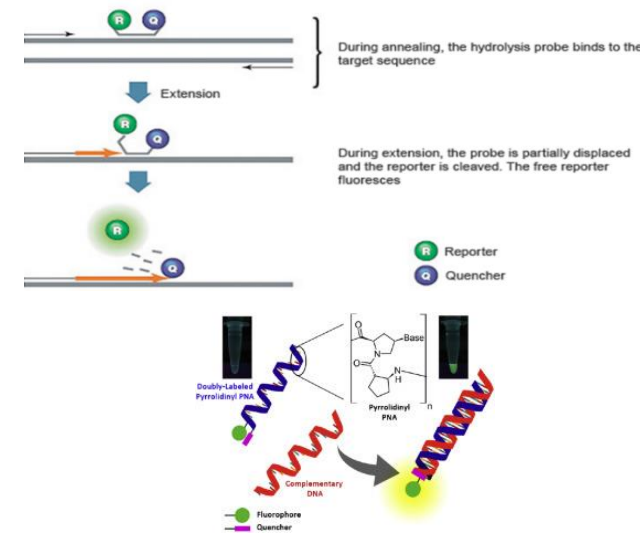 R
Q
During annealing, the hydrolysis probe binds to the
target sequence
Extension
R
Q
During extension, the probe is partially displaced
and the reporter is cleaved. The free reporter
fluoresces
R
Q
R Reporter
Q Quencher
Doubly-Labeled
Pyrrolidinyl PNA
O
Base
N
O
N
H
n
Pyrrolidinyl
PNA
Complementary
DNA
Fluorophore
Quencher